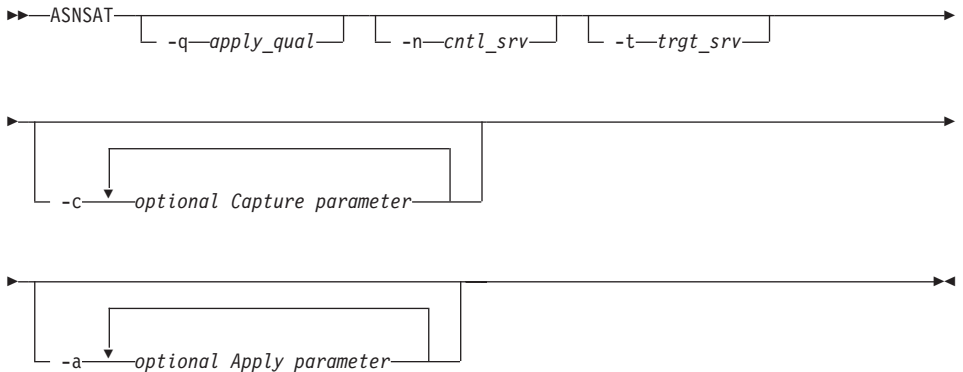 ASNSAT
-q apply_qual -n cntl_srv -t trgt_srv
-c optional Capture parameter
-a optional Apply parameter